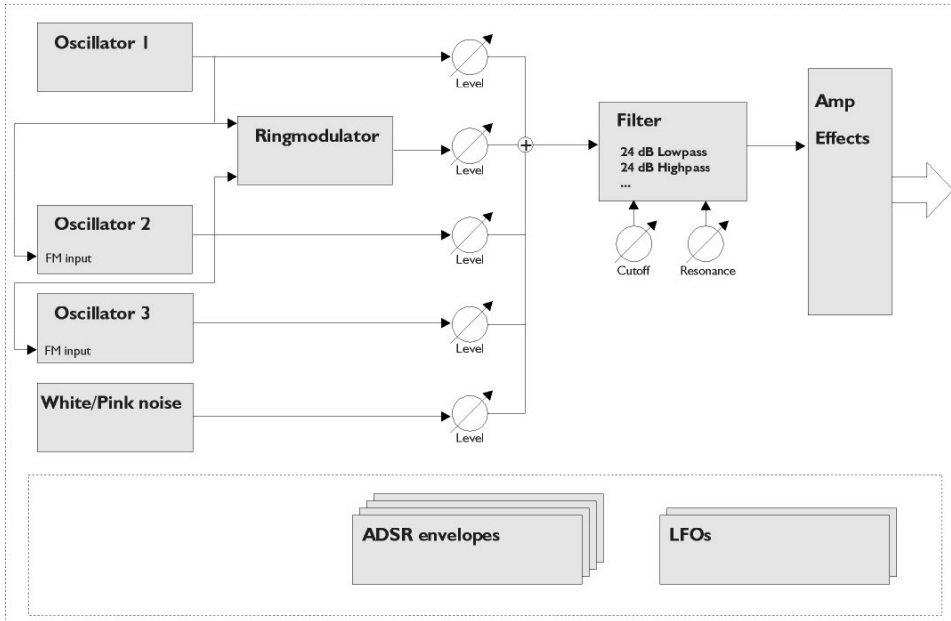 Oscillator 1
Level
Ringmodulator
Level
Filter
24 dB Lowpass
24 dB Highpass
...
Cutoff
Resonance
Amp
Effects
Oscillator 2
FM input
Level
Oscillator 3
FM input
Level
White/Pink noise
Level
ADSR envelopes
LFOs